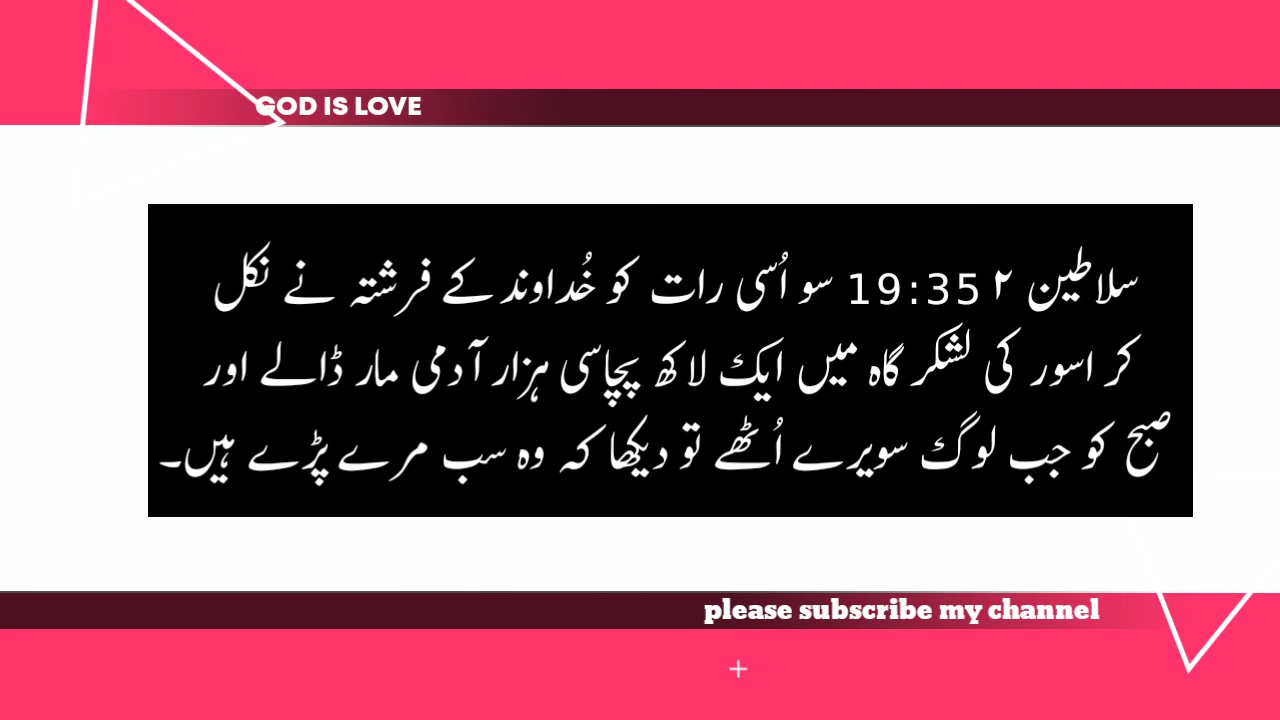 GOD IS LOVE
سلاطین ۲ 19:35 سو اُسی رات کو خُداوند کے فرشتہ نے نکل
کر اسور کی لشکر گاہ میں ایک لاکھ پچاسی ہزار آدمی مار ڈالے اور
صبح کو جب لوگ سویرے اُٹھے تو دیکھا کہ وہ سب مرے پڑے ہیں۔
please subscribe my channel